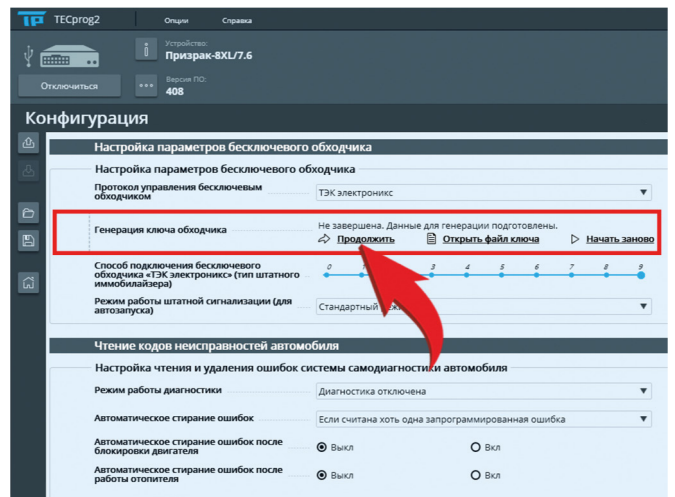 TECprog2
Опции
Справка
Устройство:
Призрак-8XL/7.6
Отключиться
Версия ПО:
408
Конфигурация
Настройка параметров бесключевого обходчика
Настройка параметров бесключевого обходчика
Протокол управления бесключевым
обходчиком
ТЭК электроникс
Генерация ключа обходчика
Не завершена. Данные для генерации подготовлены.
Продолжить
Открыть файл ключа
Начать заново
Способ подключения бесключевого
обходчика «ТЭК электроникс» (тип штатного
иммобилайзера)
0 3 4 5 6 7 8 9
Режим работы штатной сигнализации (для
автозапуска)
Стандартный
Чтение кодов неисправностей автомобиля
Настройка чтения и удаления ошибок системы самодиагностики автомобиля
Режим работы диагностики
Диагностика отключена
Автоматическое стирание ошибок
Если считана хоть одна запрограммированная ошибка
Автоматическое стирание ошибок после
блокировки двигателя
Выкл
Вкл
Автоматическое стирание ошибок после
работы отопителя
Выкл
Вкл